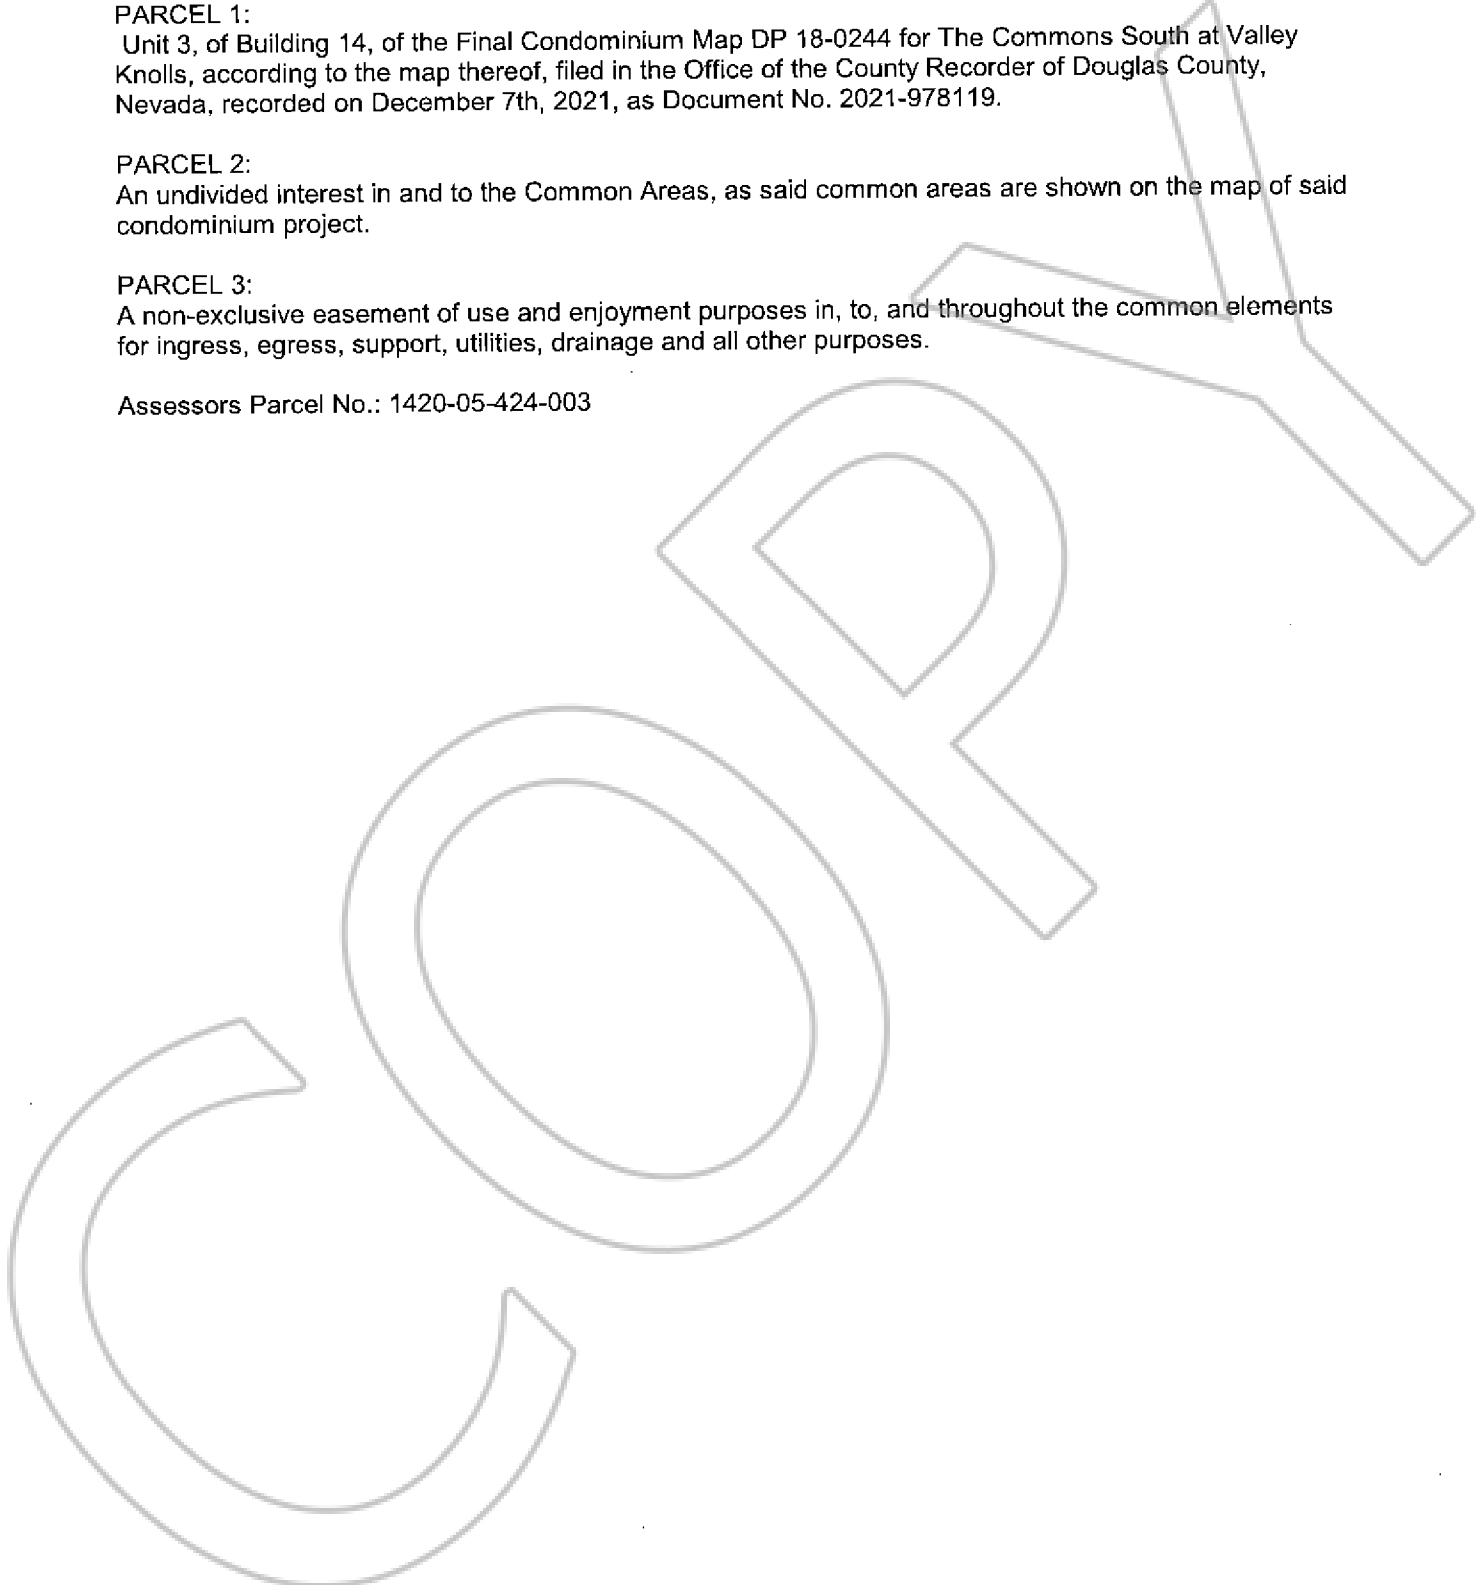 PARCEL 1:
Unit 3, of Building 14, of the Final Condominium Map DP 18-0244 for The Commons South at Valley
Knolls, according to the map thereof, filed in the Office of the County Recorder of Douglas County,
Nevada, recorded on December 7th, 2021, as Document No. 2021-978119.
PARCEL 2:
An undivided interest in and to the Common Areas, as said common areas are shown on the map of said
condominium project.
PARCEL 3:
A non-exclusive easement of use and enjoyment purposes in, to, and throughout the common elements
for ingress, egress, support, utilities, drainage and all other purposes.
Assessors Parcel No.: 1420-05-424-003
COPY